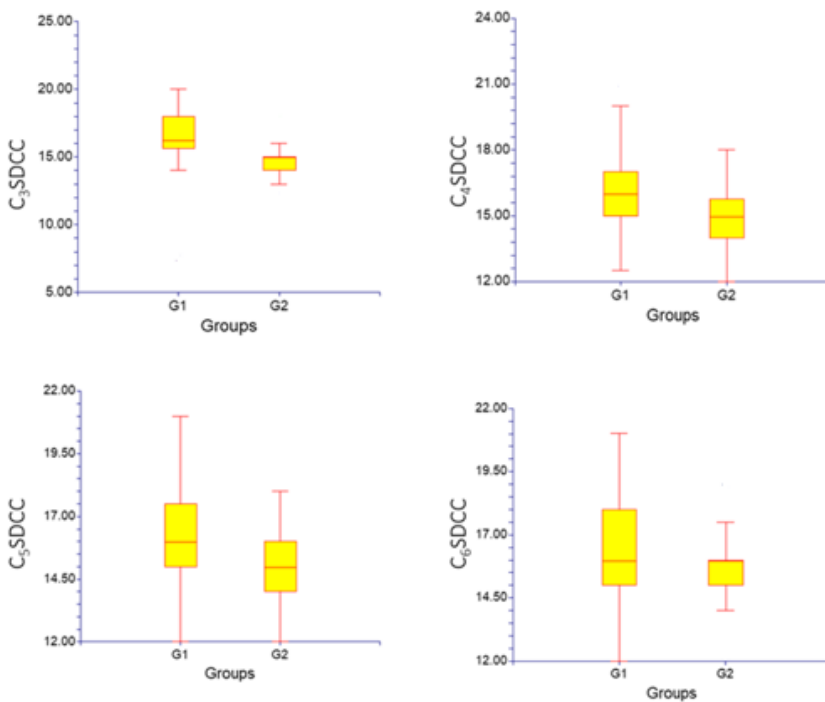 25.00
20.00
C₃SDCC
15.00
10.00
5.00
G1 G2
Groups
24.00
21.00
C₄SDCC
18.00
15.00
12.00
G1 G2
Groups
22.00
19.50
C₅SDCC
17.00
14.50
12.00
G1 G2
Groups
22.00
19.50
C₆SDCC
17.00
14.50
12.00
G1 G2
Groups